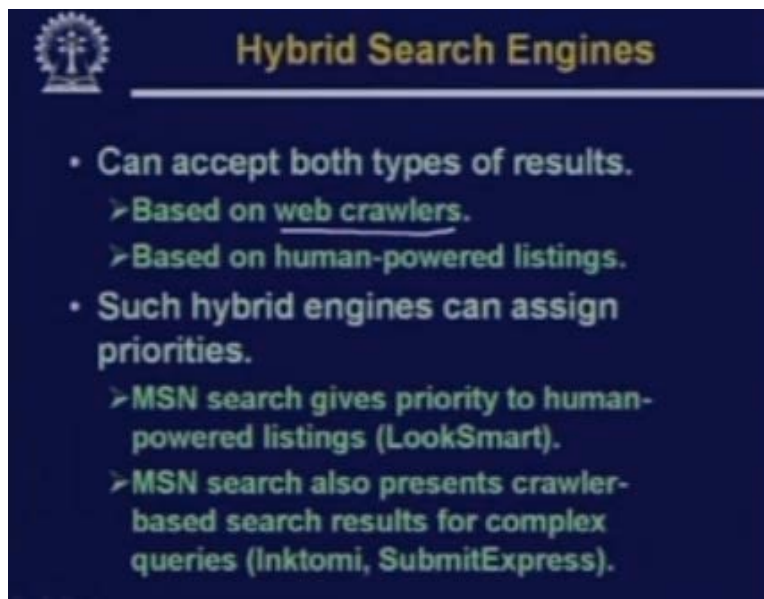 Hybrid Search Engines
• Can accept both types of results.
➢Based on web crawlers.
➢Based on human-powered listings.
• Such hybrid engines can assign
priorities.
➢MSN search gives priority to human-
powered listings (LookSmart).
➢MSN search also presents crawler-
based search results for complex
queries (Inktomi, SubmitExpress).